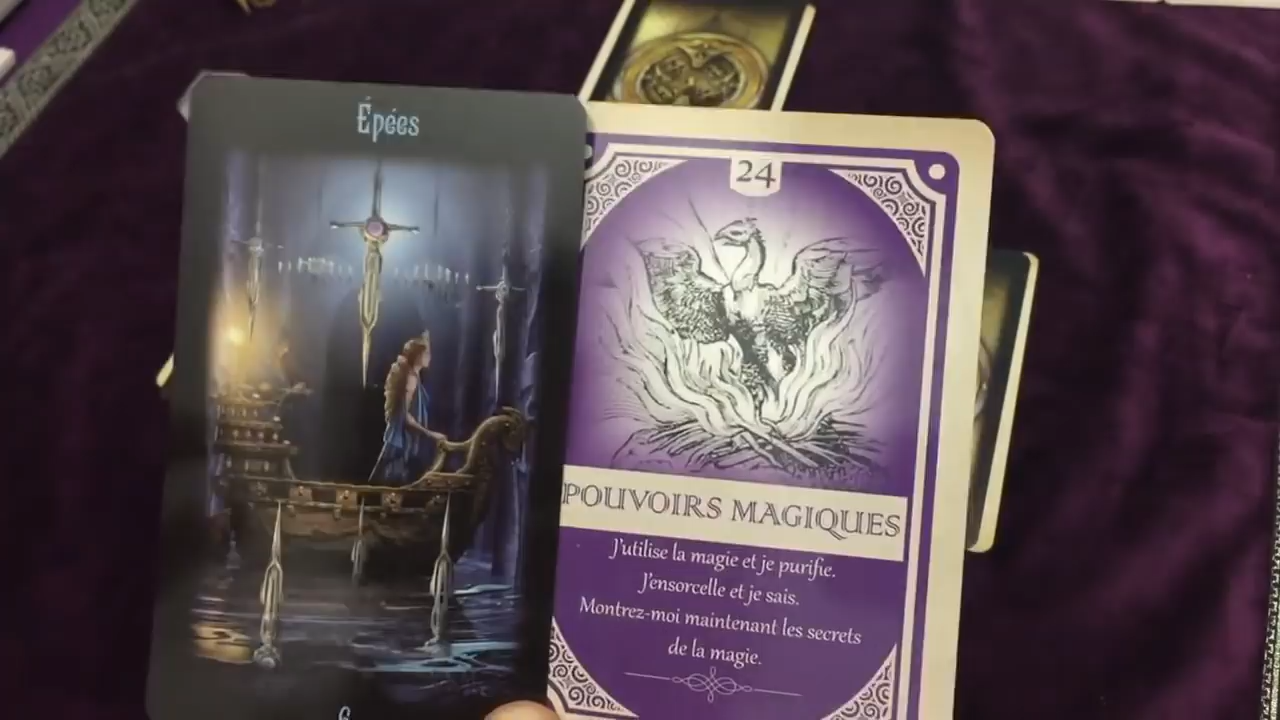 Épées
6
24
POUVOIRS MAGIQUES
J'utilise la magie et je purifie.
J'ensorcelle et je sais.
Montrez-moi maintenant les secrets
de la magie.